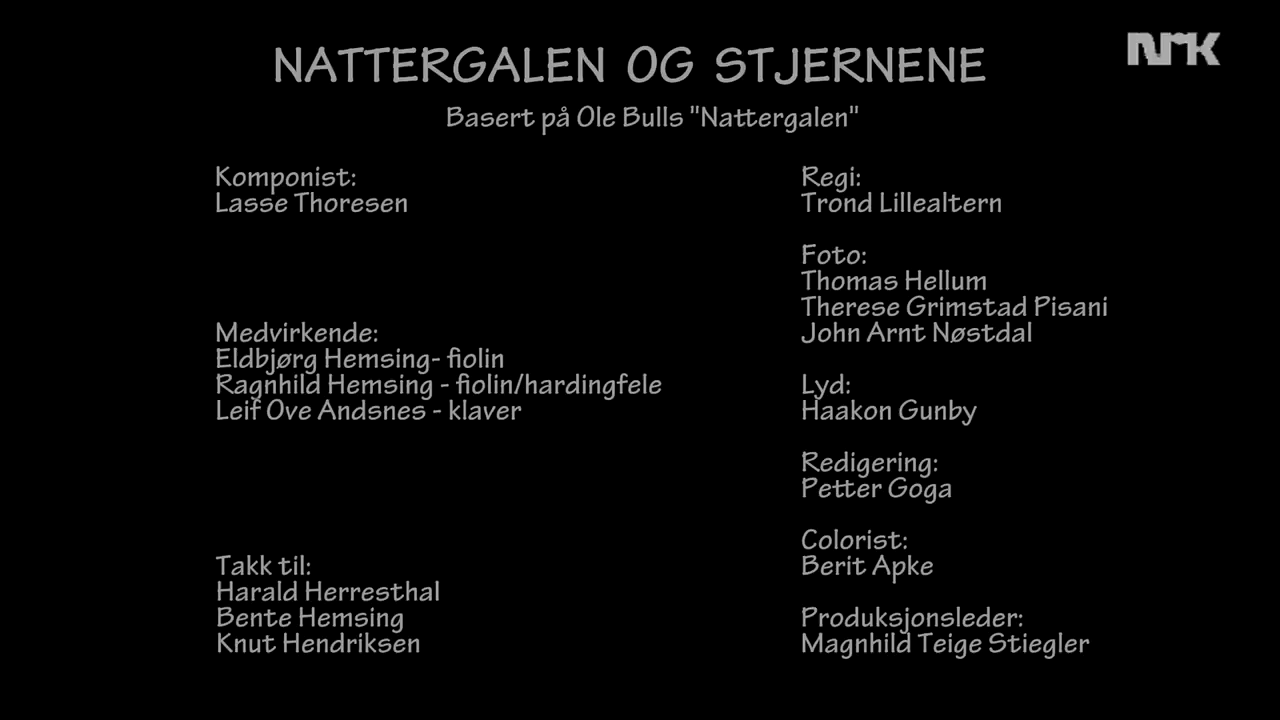 NATTERGALEN OG STJERNENE
nrk
Basert på Ole Bulls "Nattergalen"
Komponist:
Lasse Thoresen
Medvirkende:
Eldbjørg Hemsing- fiolin
Ragnhild Hemsing - fiolin/hardingfele
Leif Ove Andsnes - klaver
Takk til:
Harald Herresthal
Bente Hemsing
Knut Hendriksen
Regi:
Trond Lillealtern
Foto:
Thomas Hellum
Therese Grimstad Pisani
John Arnt Nøstdal
Lyd:
Haakon Gunby
Redigering:
Petter Goga
Colorist:
Berit Apke
Produksjonsleder:
Magnhild Teige Stiegler